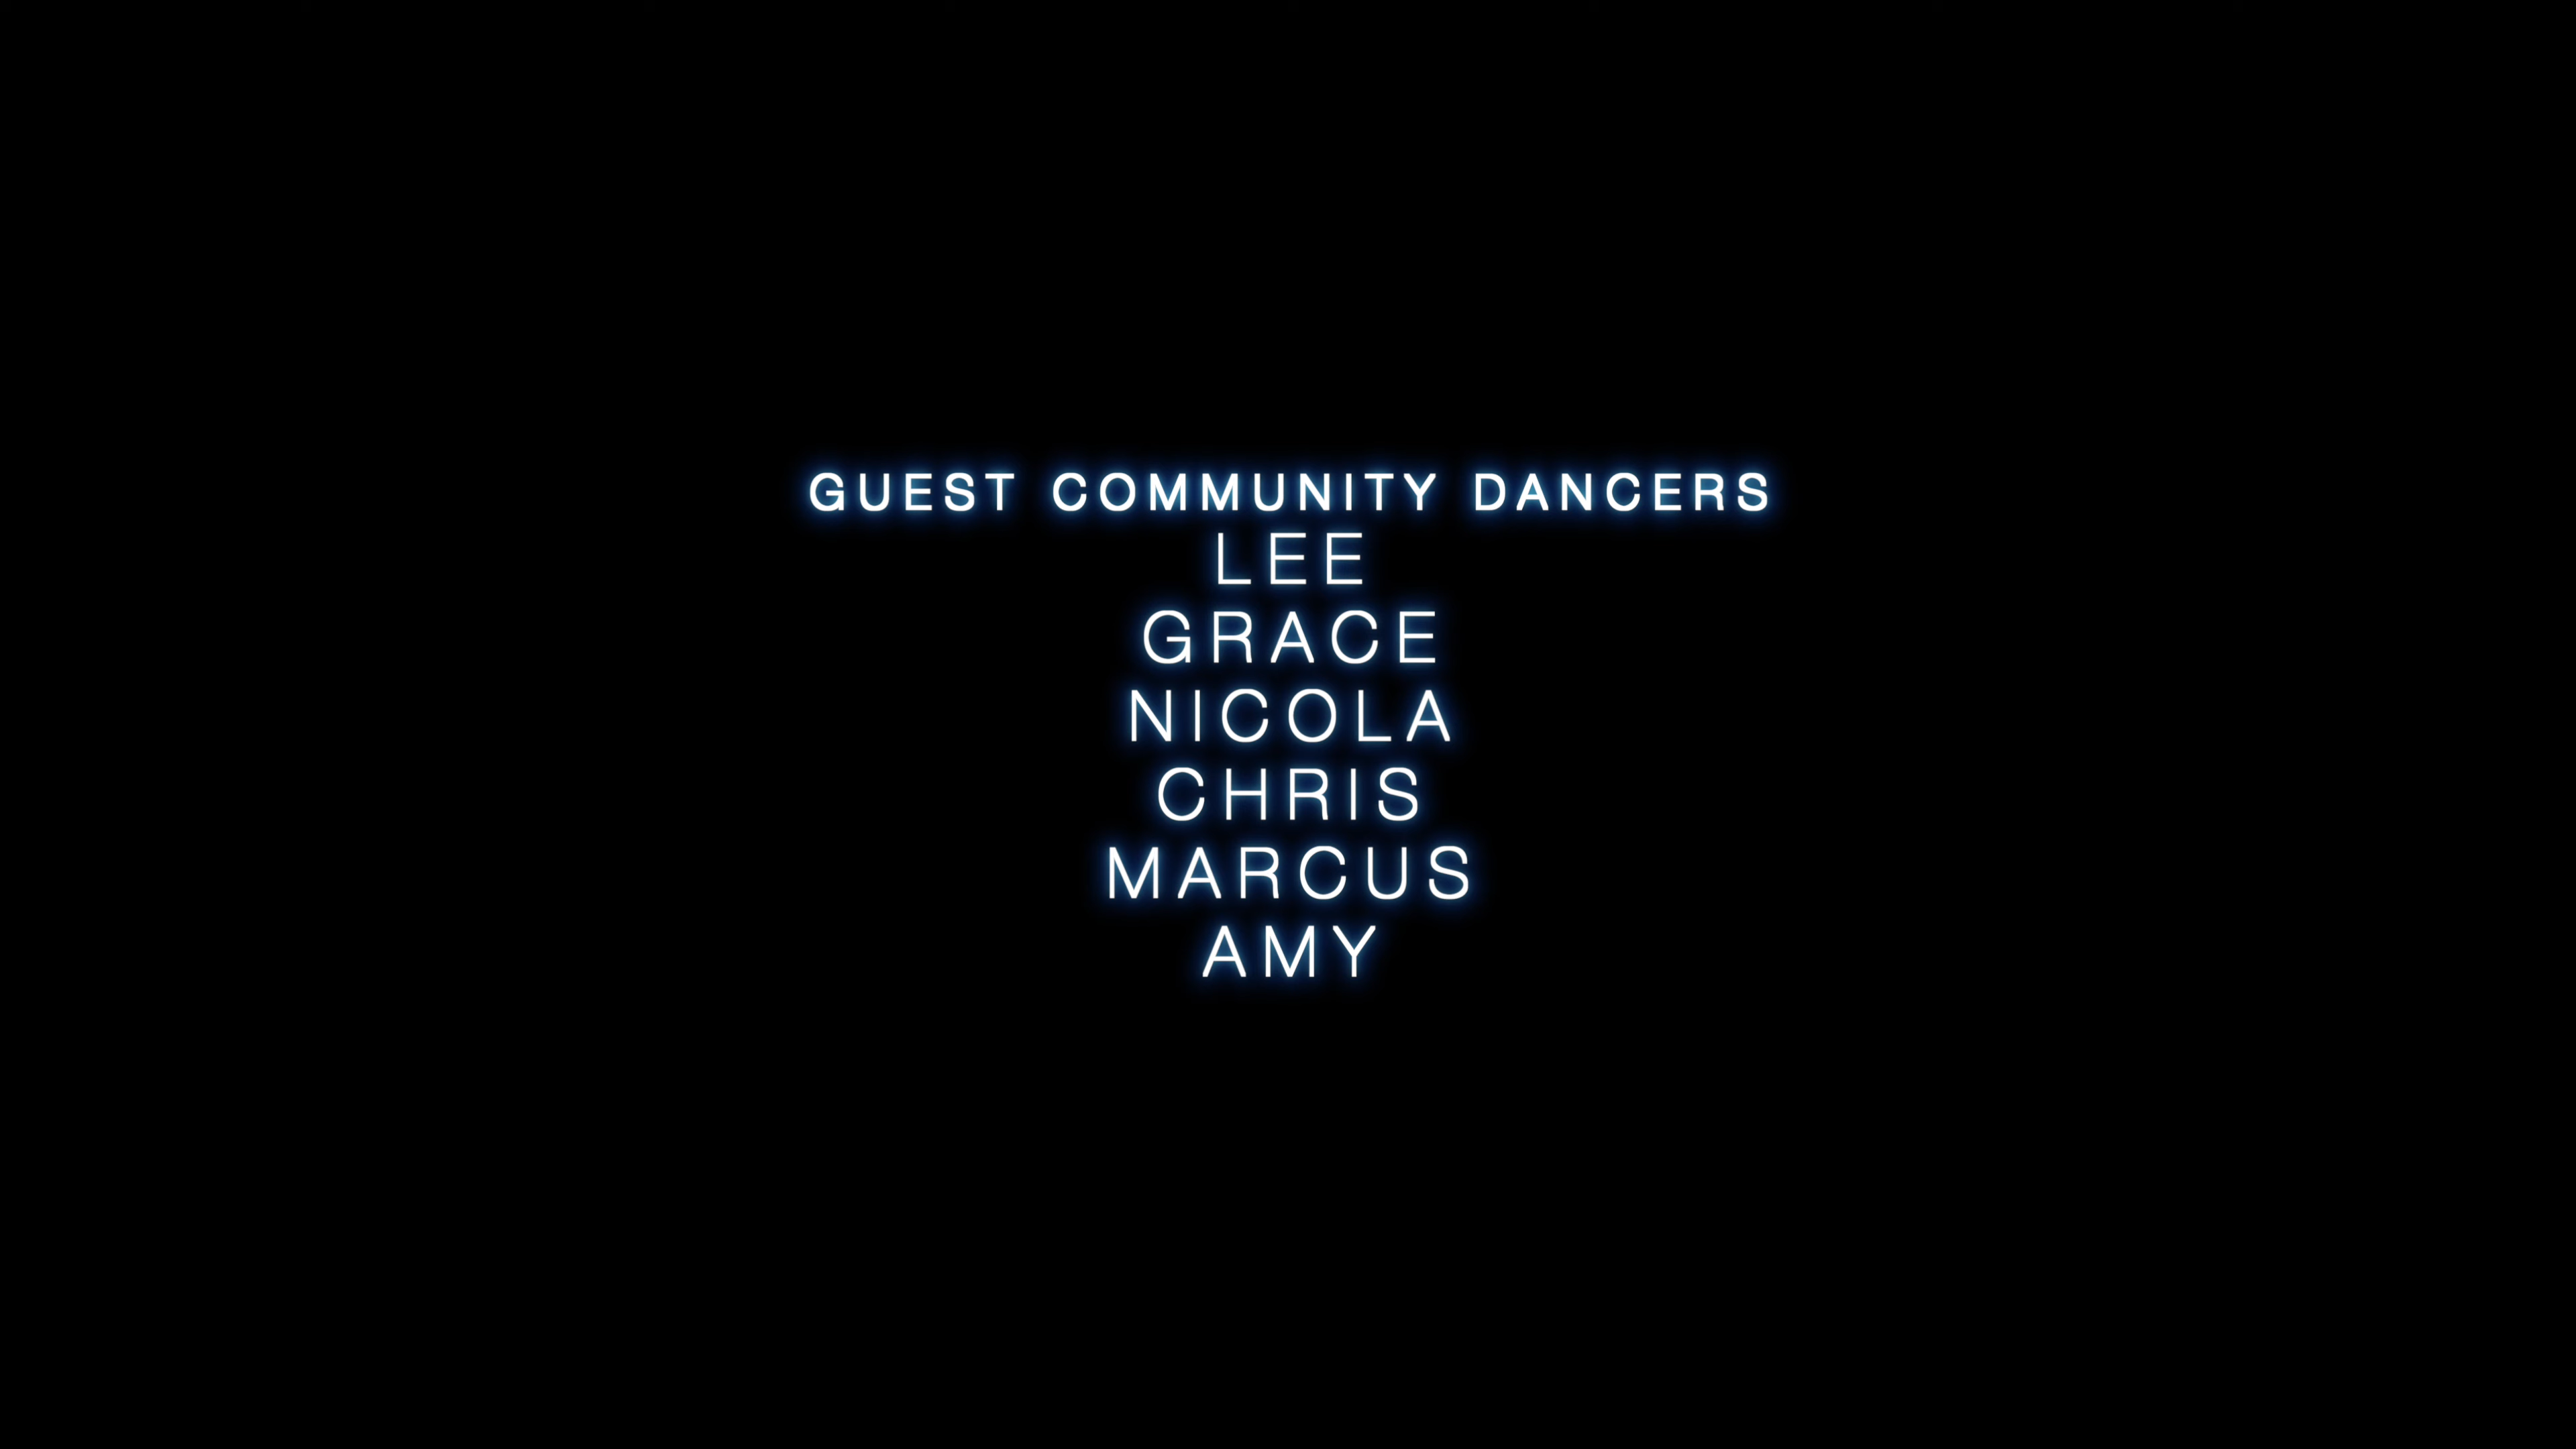 GUEST COMMUNITY DANCERS
LEE
GRACE
NICOLA
CHRIS
MARCUS
AMY